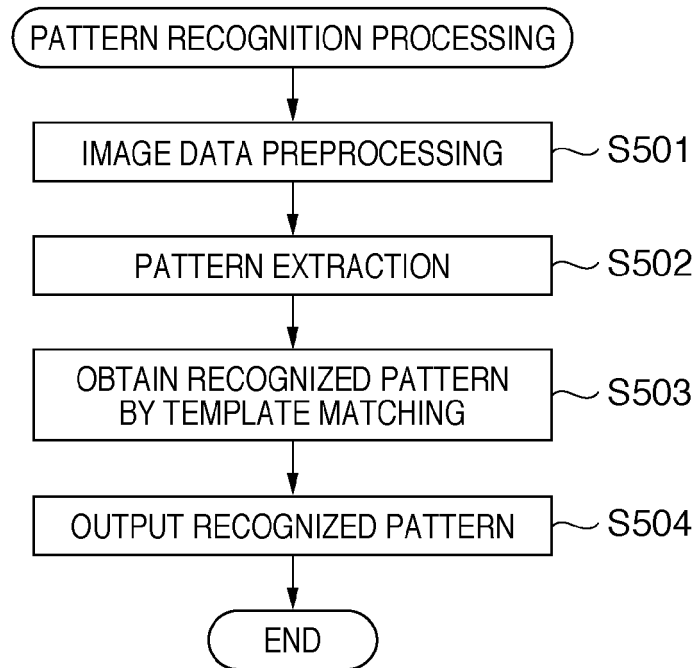 PATTERN RECOGNITION PROCESSING
IMAGE DATA PREPROCESSING
S501
PATTERN EXTRACTION
S502
OBTAIN RECOGNIZED PATTERN
BY TEMPLATE MATCHING
S503
OUTPUT RECOGNIZED PATTERN
S504
END